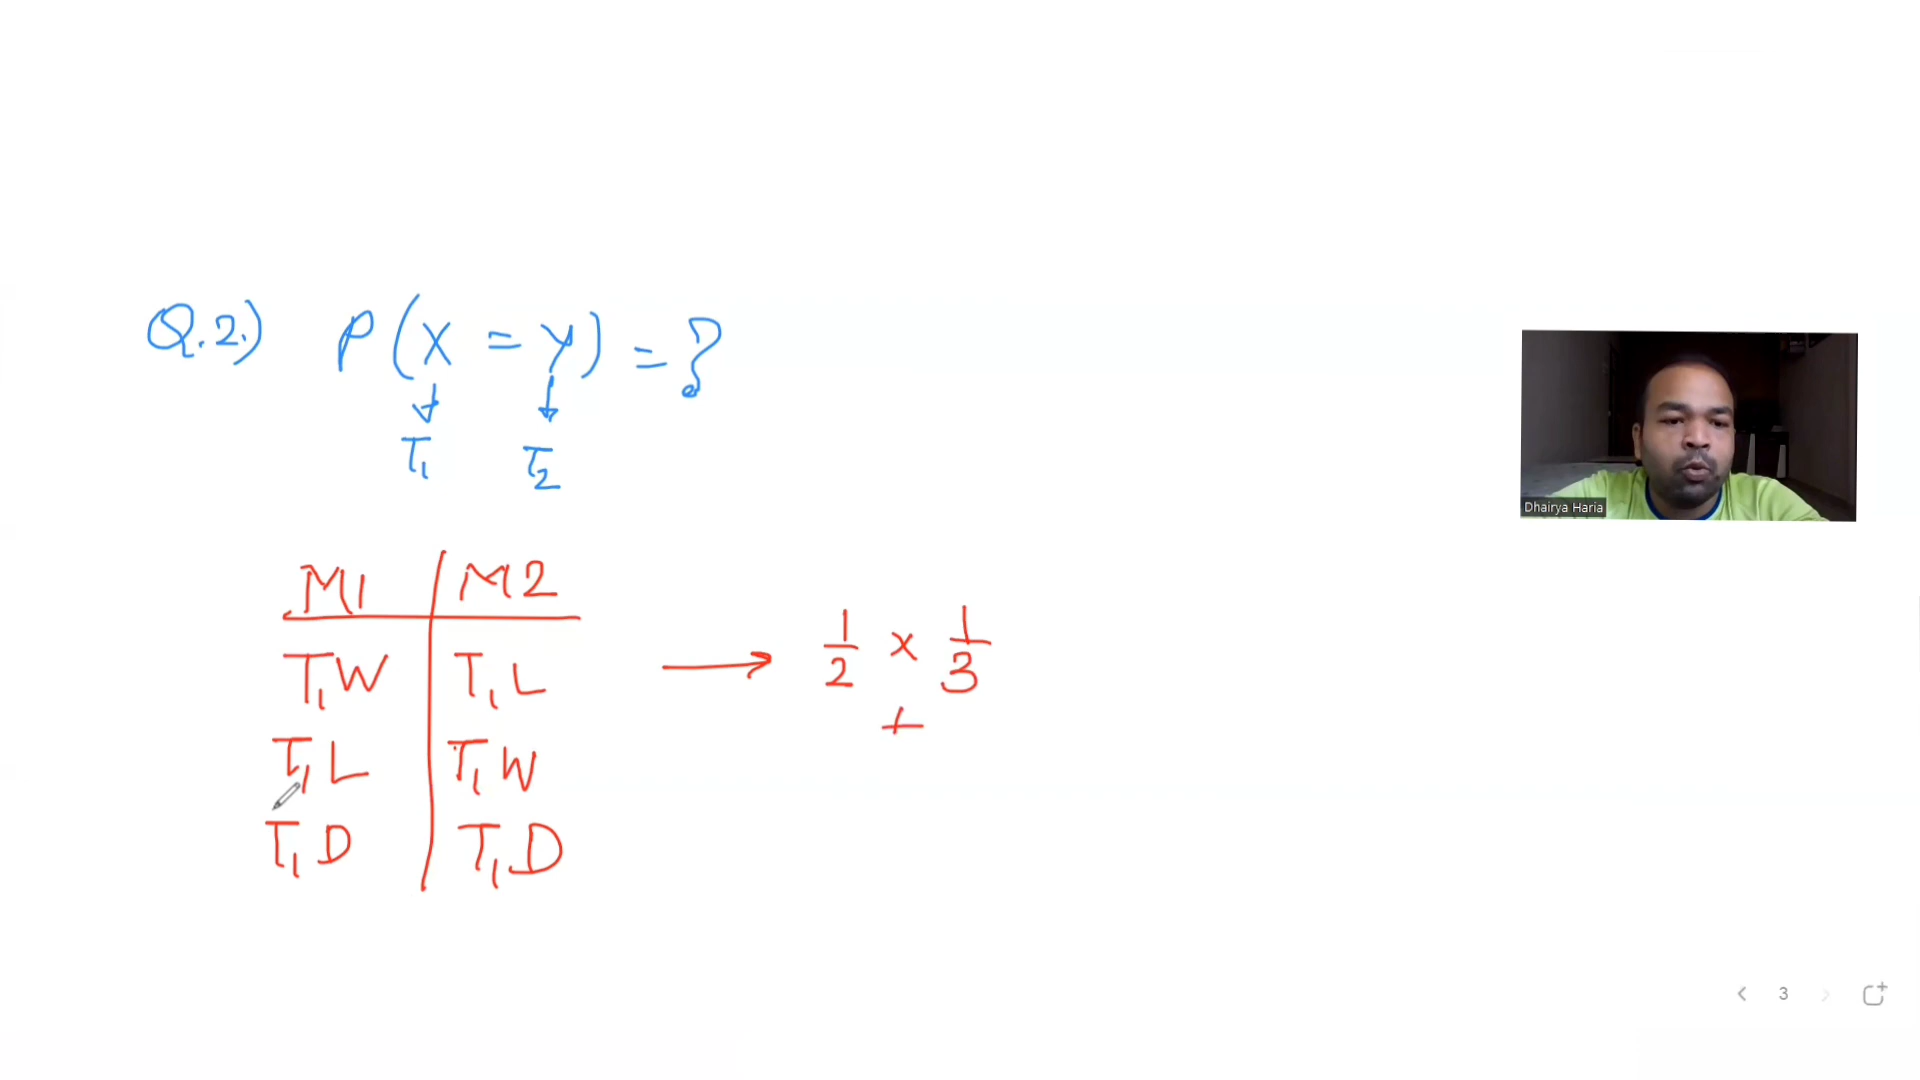 Q.2.) P(X = Y) = ?
↓ ↓
T₁ T₂
M1 | M2
T₁W | T₁L → 1/2 × 1/3
+
T₁L | T₁W
T₁D | T₁D
Dhairya Haria
< 3 >